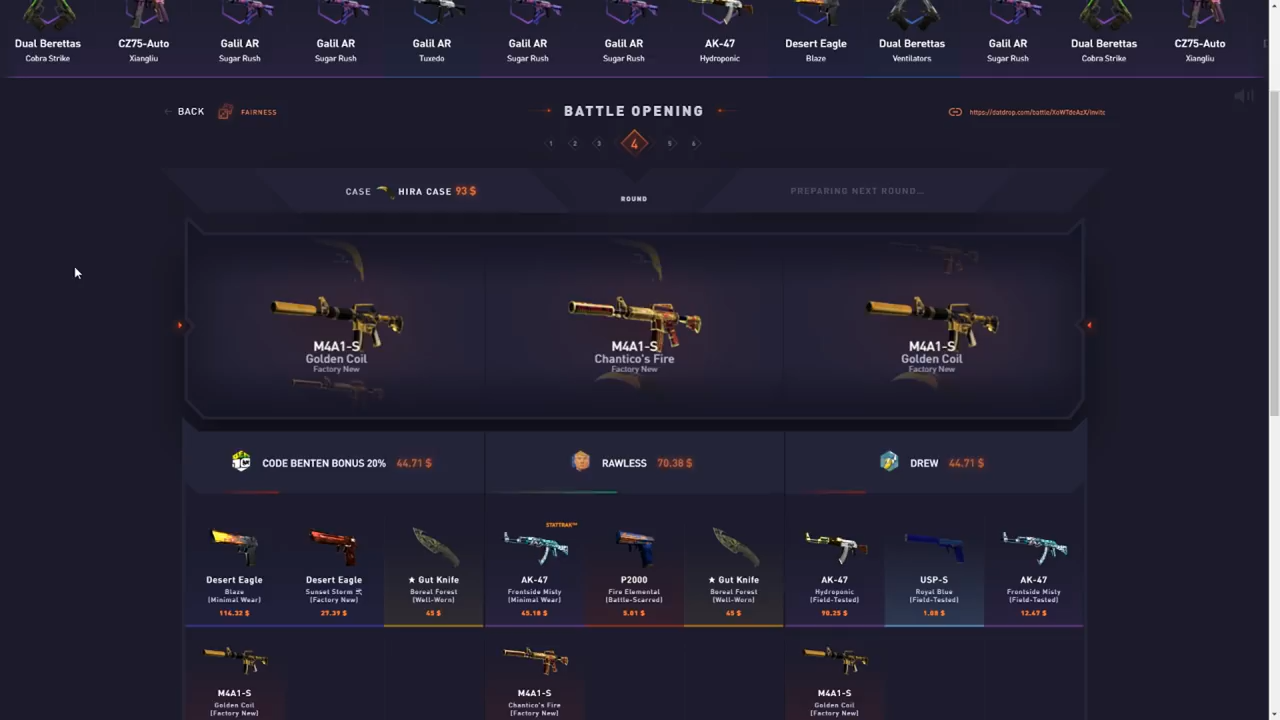 Dual Berettas CZ75-Auto Galil AR Galil AR Galil AR Galil AR Galil AR AK-47 Desert Eagle Dual Berettas Galil AR Dual Berettas CZ75-Auto
Cobra Strike Xiangliu Sugar Rush Sugar Rush Tuxedo Sugar Rush Sugar Rush Hydroponic Blaze Ventilators Sugar Rush Cobra Strike Xiangliu
← BACK FAIRNESS BATTLE OPENING
1 2 3 4 5 6
CASE HIRA CASE 93 $ ROUND PREPARING NEXT ROUND...
M4A1-S M4A1-S M4A1-S
Golden Coil Chantico's Fire Golden Coil
Factory New Factory New Factory New
CODE BENTEN BONUS 20% 44.71 $ RAWLESS 70.38 $ DREW 44.71 $
STATTRAK™
Desert Eagle Desert Eagle ★ Gut Knife AK-47 P2000 ★ Gut Knife AK-47 USP-S AK-47
Blaze Sunset Storm 弐 Boreal Forest Frontside Misty Fire Elemental Boreal Forest Hydroponic Royal Blue Frontside Misty
(Minimal Wear) (Factory New) (Well-Worn) (Minimal Wear) (Battle-Scarred) (Well-Worn) (Field-Tested) (Field-Tested) (Field-Tested)
114.32 $ 27.39 $ 45 $ 45.18 $ 5.01 $ 45 $ 90.25 $ 1.08 $ 12.47 $
M4A1-S M4A1-S M4A1-S
Golden Coil Chantico's Fire Golden Coil
(Factory New) (Factory New) (Factory New)